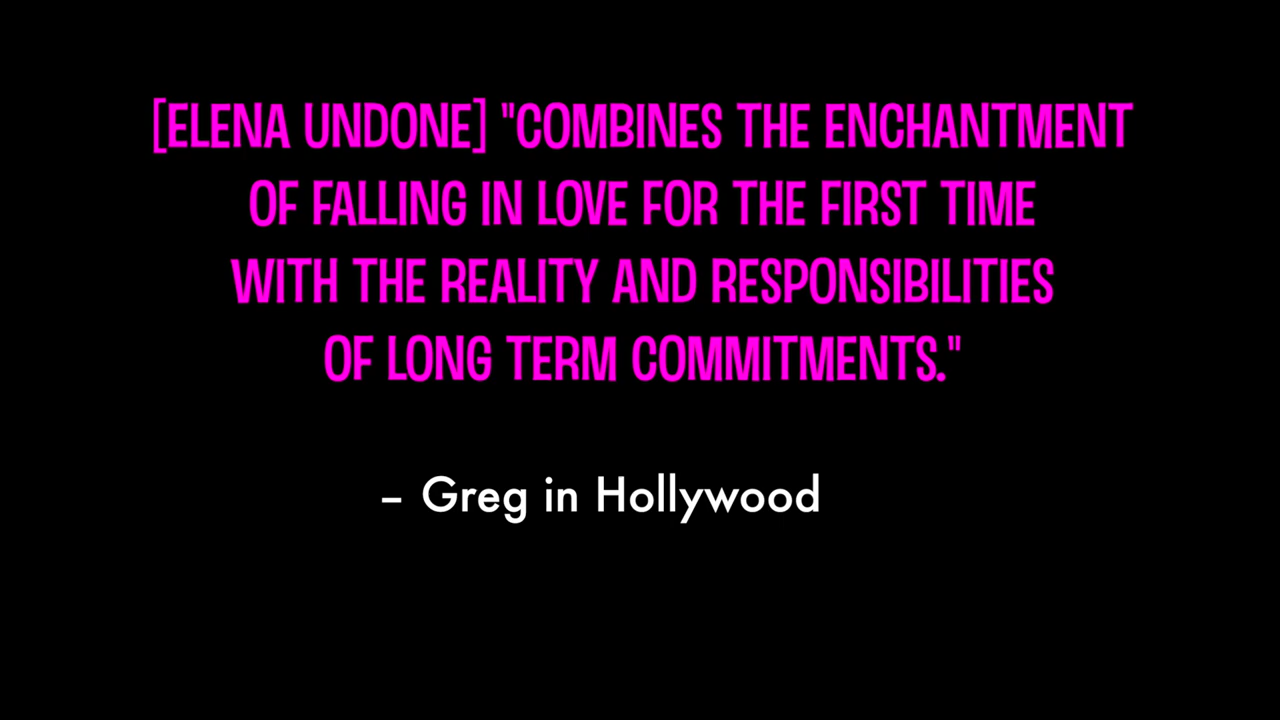 [ELENA UNDONE] "COMBINES THE ENCHANTMENT
OF FALLING IN LOVE FOR THE FIRST TIME
WITH THE REALITY AND RESPONSIBILITIES
OF LONG TERM COMMITMENTS."
– Greg in Hollywood